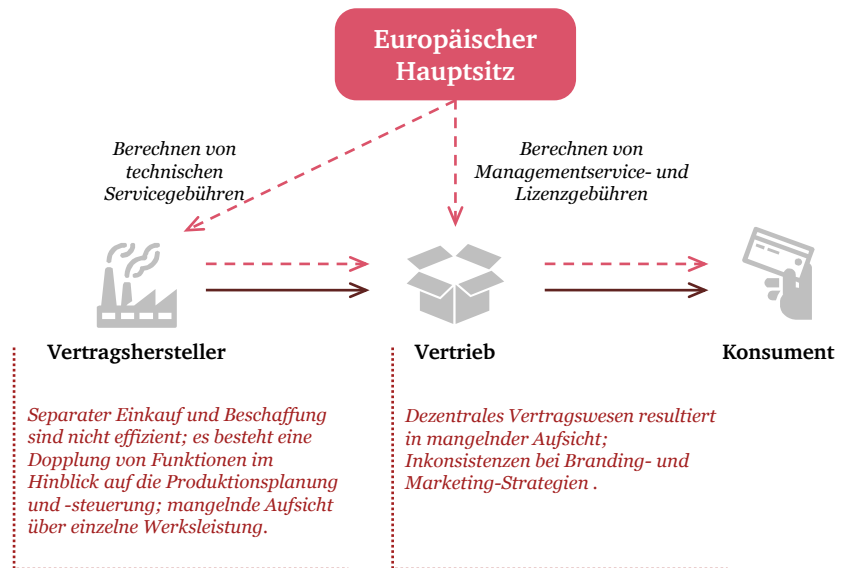 Europäischer
Hauptsitz
Berechnen von
technischen
Servicegebühren
Berechnen von
Managementservice- und
Lizenzgebühren
Vertragshersteller
Vertrieb
Konsument
Separater Einkauf und Beschaffung
sind nicht effizient; es besteht eine
Dopplung von Funktionen im
Hinblick auf die Produktionsplanung
und -steuerung; mangelnde Aufsicht
über einzelne Werksleistung.
Dezentrales Vertragswesen resultiert
in mangelnder Aufsicht;
Inkonsistenzen bei Branding- und
Marketing-Strategien .